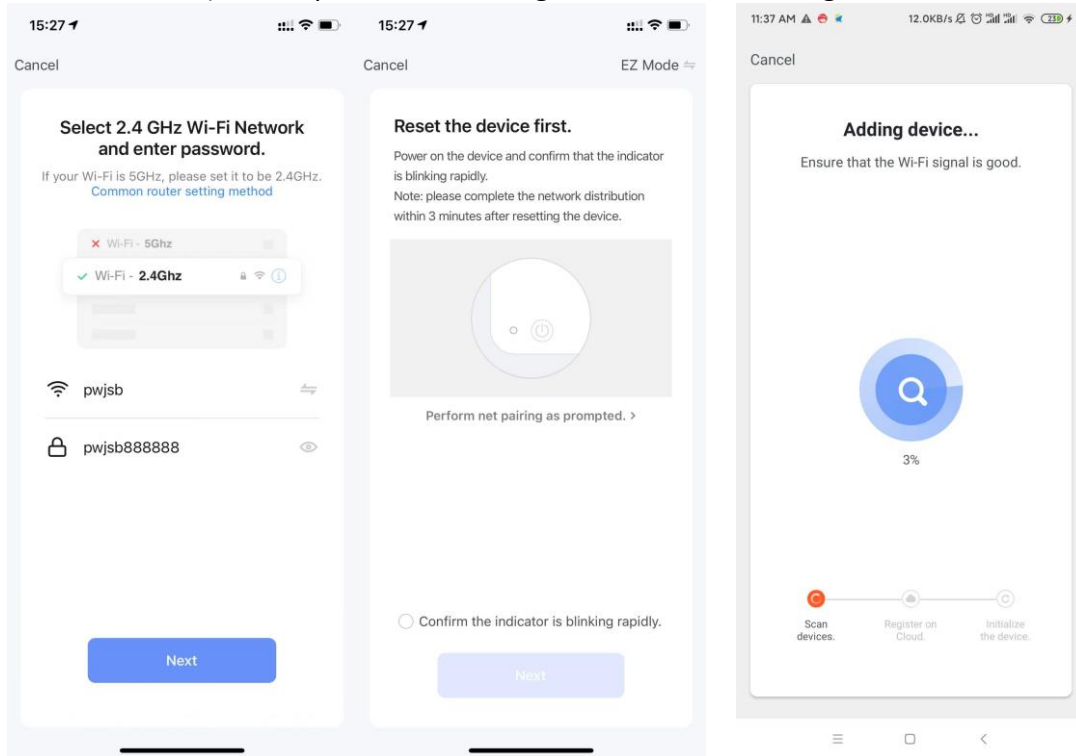 15:27
Cancel
Select 2.4 GHz Wi-Fi Network
and enter password.
If your Wi-Fi is 5GHz, please set it to be 2.4GHz.
Common router setting method
Wi-Fi - 5Ghz
Wi-Fi - 2.4Ghz
pwjsb
pwjsb888888
Next
15:27
Cancel
EZ Mode
Reset the device first.
Power on the device and confirm that the indicator
is blinking rapidly.
Note: please complete the network distribution
within 3 minutes after resetting the device.
Perform net pairing as prompted. >
Confirm the indicator is blinking rapidly.
Next
11:37 AM
12.0KB/s
Cancel
Adding device...
Ensure that the Wi-Fi signal is good.
3%
Scan
devices.
Register on
Cloud.
Initialize
the device.